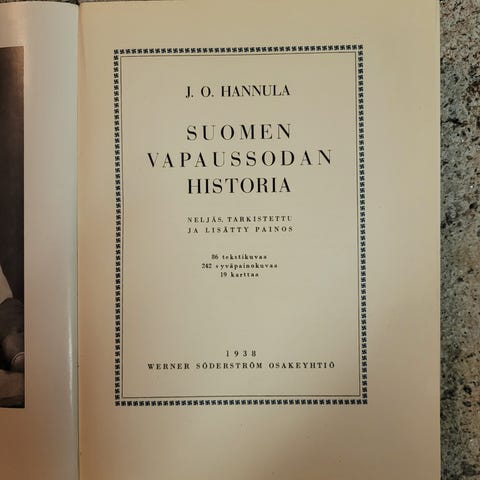 J. O. HANNULA
SUOMEN
VAPAUSSODAN
HISTORIA
NELJÄS, TARKISTETTU
JA LISÄTTY PAINOS
86 tekstikuvaa
242 syväpainokuvaa
19 karttaa
1938
WERNER SÖDERSTRÖM OSAKEYHTIÖ